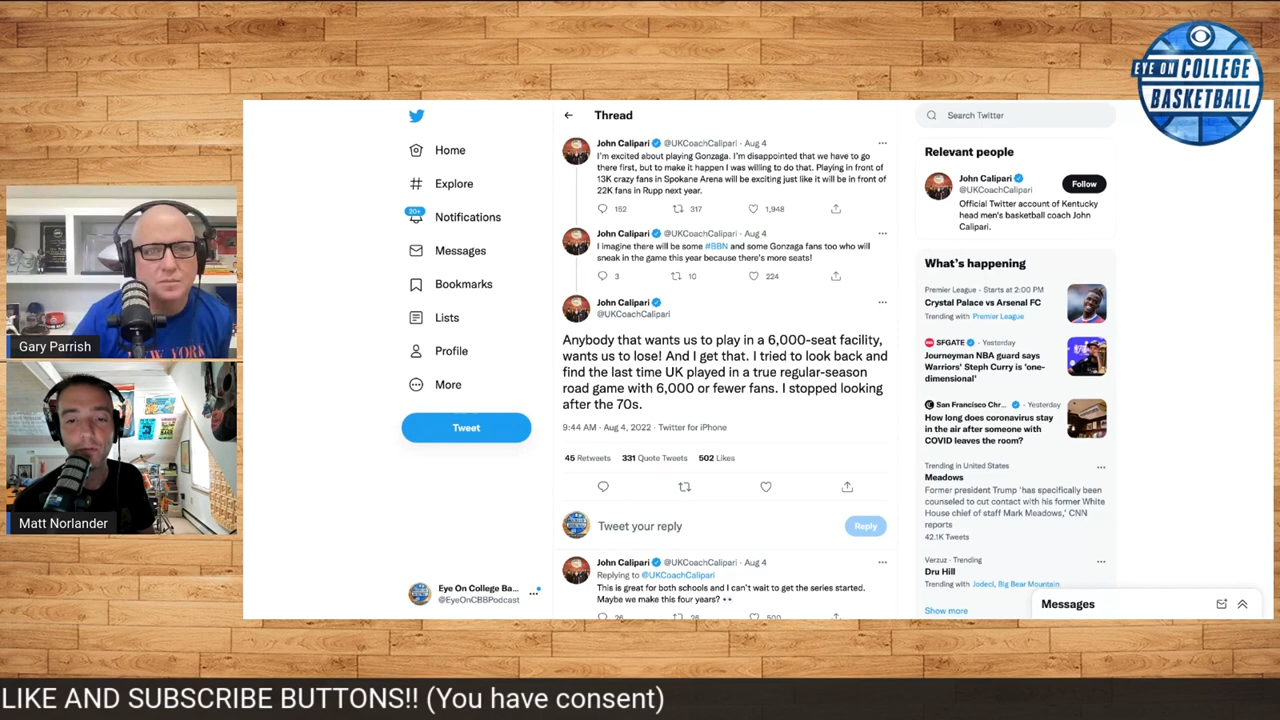 EYE ON COLLEGE
BASKETBALL
Thread
Search Twitter
Home
Explore
20+
Notifications
Messages
Bookmarks
Lists
Profile
More
Tweet
John Calipari @UKCoachCalipari · Aug 4
I'm excited about playing Gonzaga. I'm disappointed that we have to go
there first, but to make it happen I was willing to do that. Playing in front of
13K crazy fans in Spokane Arena will be exciting just like it will be in front of
22K fans in Rupp next year.
152 317 1,948
John Calipari @UKCoachCalipari · Aug 4
I imagine there will be some #BBN and some Gonzaga fans too who will
sneak in the game this year because there's more seats!
3 10 224
John Calipari
@UKCoachCalipari
Anybody that wants us to play in a 6,000-seat facility,
wants us to lose! And I get that. I tried to look back and
find the last time UK played in a true regular-season
road game with 6,000 or fewer fans. I stopped looking
after the 70s.
9:44 AM · Aug 4, 2022 · Twitter for iPhone
45 Retweets 331 Quote Tweets 502 Likes
Tweet your reply
Reply
John Calipari @UKCoachCalipari · Aug 4
Replying to @UKCoachCalipari
This is great for both schools and I can't wait to get the series started.
Maybe we make this four years? 👀
26 26 500
Relevant people
John Calipari
@UKCoachCalipari
Follow
Official Twitter account of Kentucky
head men's basketball coach John
Calipari.
What's happening
Premier League · Starts at 2:00 PM
Crystal Palace vs Arsenal FC
Trending with Premier League
SFGATE · Yesterday
Journeyman NBA guard says
Warriors' Steph Curry is 'one-
dimensional'
San Francisco Chr... · Yesterday
How long does coronavirus stay
in the air after someone with
COVID leaves the room?
Trending in United States
Meadows
Former president Trump 'has specifically been
counseled to cut contact with his former White
House chief of staff Mark Meadows,' CNN
reports
42.1K Tweets
Verzuz · Trending
Dru Hill
Trending with Jodeci, Big Bear Mountain
Show more
Messages
Eye On College Ba...
@EyeOnCBBPodcast
Gary Parrish
Matt Norlander
LIKE AND SUBSCRIBE BUTTONS!! (You have consent)